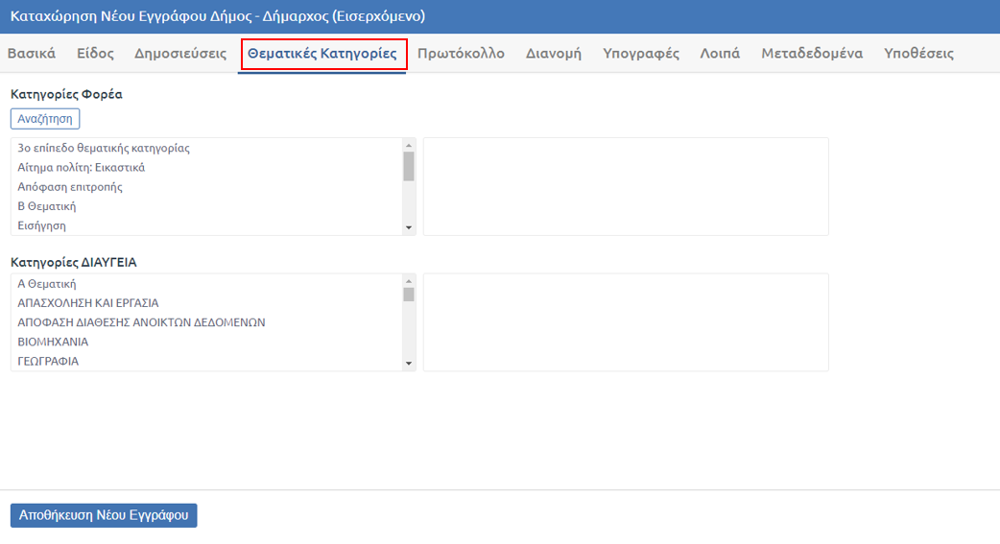 Καταχώρηση Νέου Εγγράφου Δήμος - Δήμαρχος (Εισερχόμενο)
Βασικά Είδος Δημοσιεύσεις Θεματικές Κατηγορίες Πρωτόκολλο Διανομή Υπογραφές Λοιπά Μεταδεδομένα Υποθέσεις
Κατηγορίες Φορέα
Αναζήτηση
3ο επίπεδο θεματικής κατηγορίας
Αίτημα πολίτη: Εικαστικά
Απόφαση επιτροπής
Β Θεματική
Εισήγηση
Κατηγορίες ΔΙΑΥΓΕΙΑ
Α Θεματική
ΑΠΑΣΧΟΛΗΣΗ ΚΑΙ ΕΡΓΑΣΙΑ
ΑΠΟΦΑΣΗ ΔΙΑΘΕΣΗΣ ΑΝΟΙΚΤΩΝ ΔΕΔΟΜΕΝΩΝ
ΒΙΟΜΗΧΑΝΙΑ
ΓΕΩΓΡΑΦΙΑ
Αποθήκευση Νέου Εγγράφου